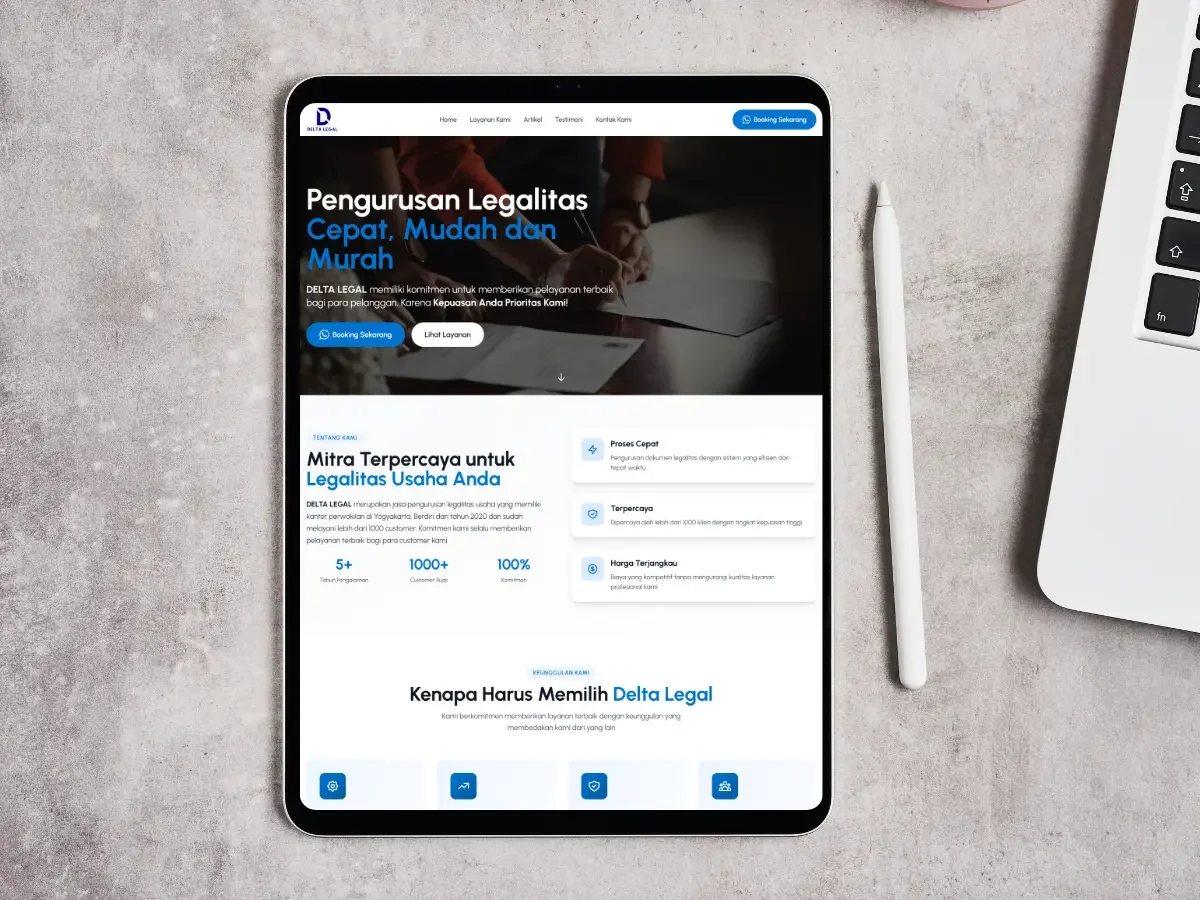 DELTA LEGAL
Home Layanan Kami Artikel Testimoni Kontak Kami
Booking Sekarang
Pengurusan Legalitas
Cepat, Mudah dan
Murah
DELTA LEGAL memiliki komitmen untuk memberikan pelayanan terbaik
bagi para pelanggan. Karena Kepuasan Anda Prioritas Kami!
Booking Sekarang
Lihat Layanan
TENTANG KAMI
Mitra Terpercaya untuk
Legalitas Usaha Anda
DELTA LEGAL merupakan jasa pengurusan legalitas usaha yang memiliki
kantor perwakilan di Yogyakarta. Berdiri dari tahun 2020 dan sudah
melayani lebih dari 1000 customer. Komitmen kami selalu memberikan
pelayanan terbaik bagi para customer kami
5+
Tahun Pengalaman
1000+
Customer Puas
100%
Komitmen
Proses Cepat
Pengurusan dokumen legalitas dengan sistem yang efisien dan
tepat waktu
Terpercaya
Dipercaya oleh lebih dari 1000 klien dengan tingkat kepuasan tinggi
Harga Terjangkau
Biaya yang kompetitif tanpa mengurangi kualitas layanan
profesional kami
KEUNGGULAN KAMI
Kenapa Harus Memilih Delta Legal
Kami berkomitmen memberikan layanan terbaik dengan keunggulan yang
membedakan kami dari yang lain
fn